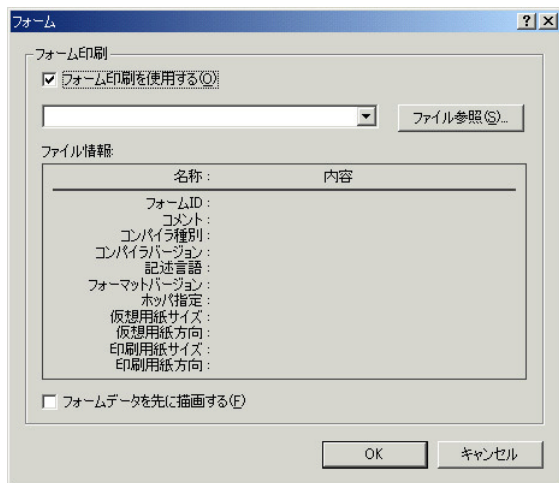 フォーム
フォーム印刷
フォーム印刷を使用する(O)
ファイル参照(S)...
ファイル情報:
名称： 内容
フォームID：
コメント：
コンパイラ種別：
コンパイラバージョン：
記述言語：
フォーマットバージョン：
ホッパ指定：
仮想用紙サイズ：
仮想用紙方向：
印刷用紙サイズ：
印刷用紙方向：
フォームデータを先に描画する(F)
OK キャンセル